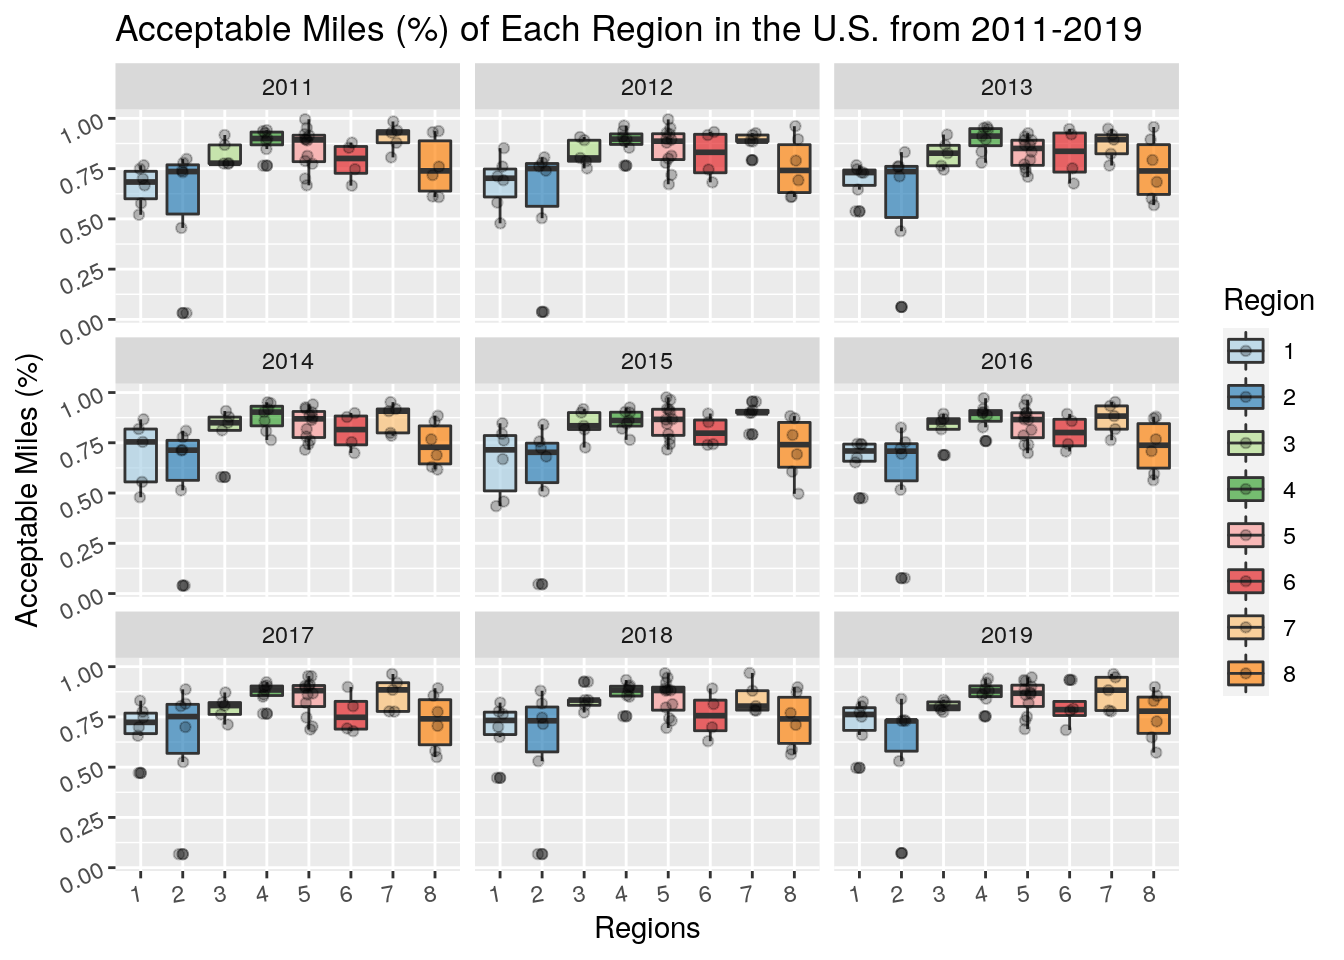 Acceptable Miles (%) of Each Region in the U.S. from 2011-2019
2011 2012 2013
1.00
0.75
0.50
0.25
0.00
2014 2015 2016
1.00
0.75
0.50
0.25
0.00
2017 2018 2019
1.00
0.75
0.50
0.25
0.00
1 2 3 4 5 6 7 8 1 2 3 4 5 6 7 8 1 2 3 4 5 6 7 8
Regions
Acceptable Miles (%)
Region
1
2
3
4
5
6
7
8